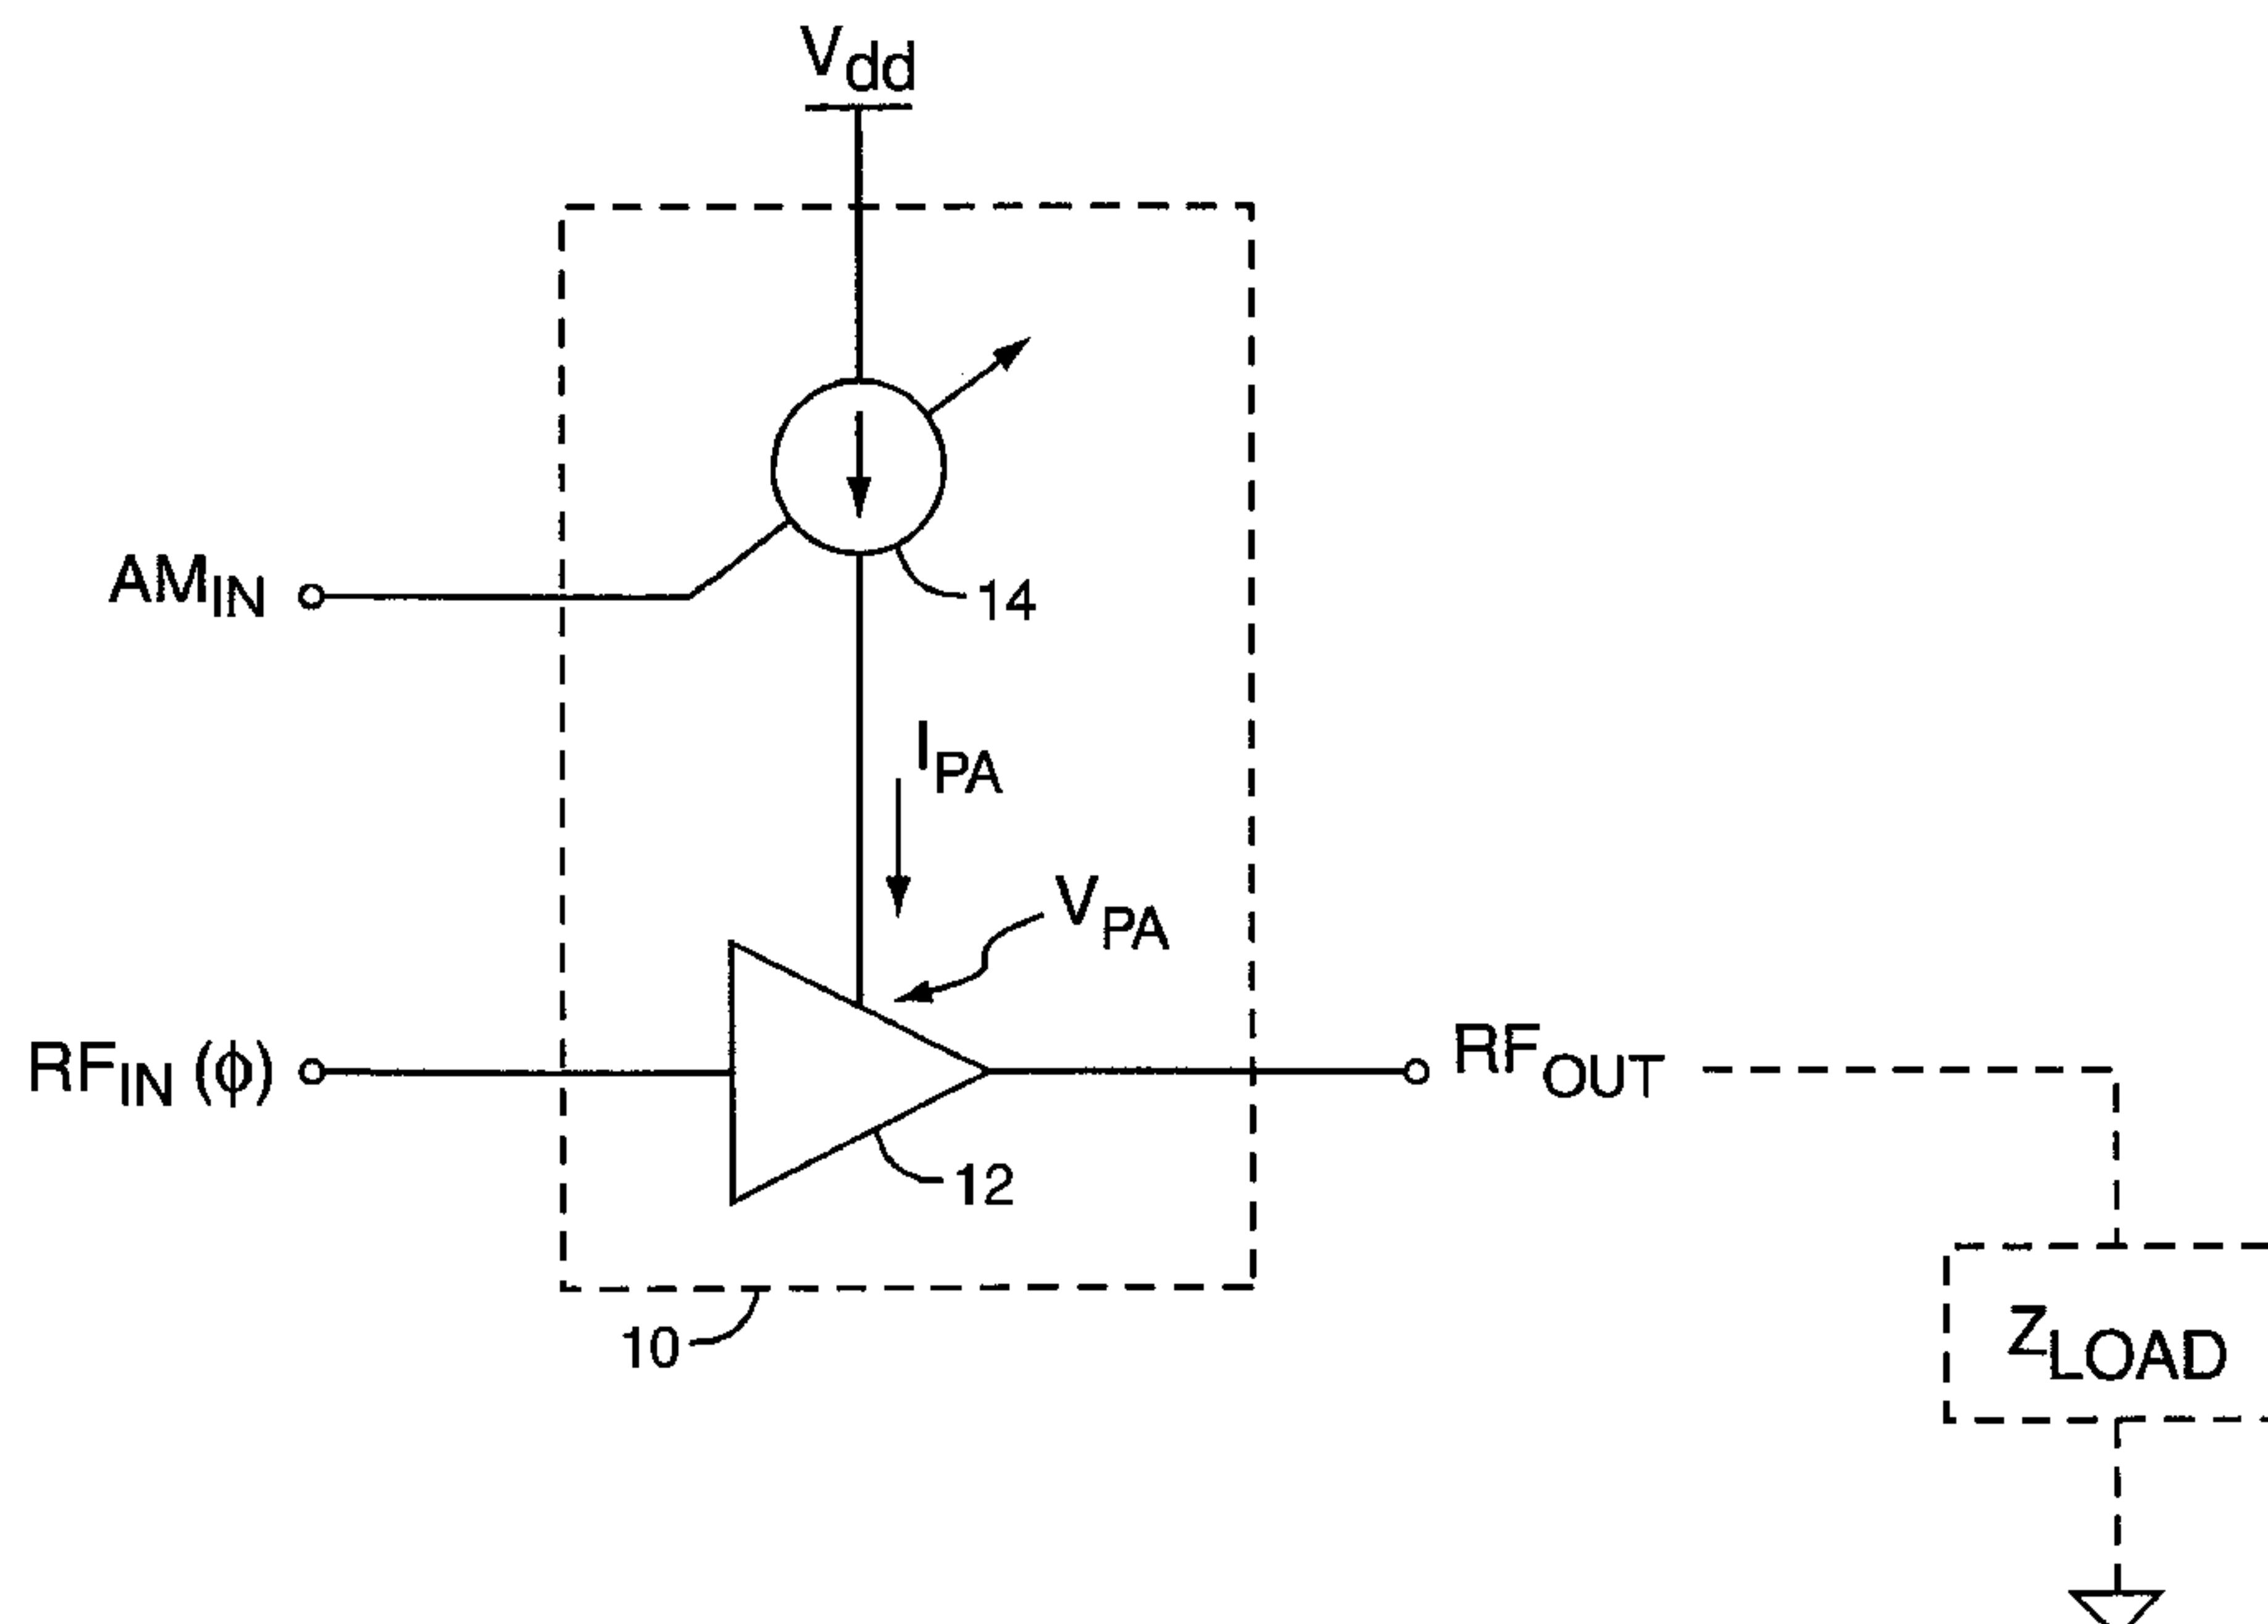 Vdd
AMIN
14
IPA
VPA
RFIN (ϕ)
RFOUT
12
10
ZLOAD